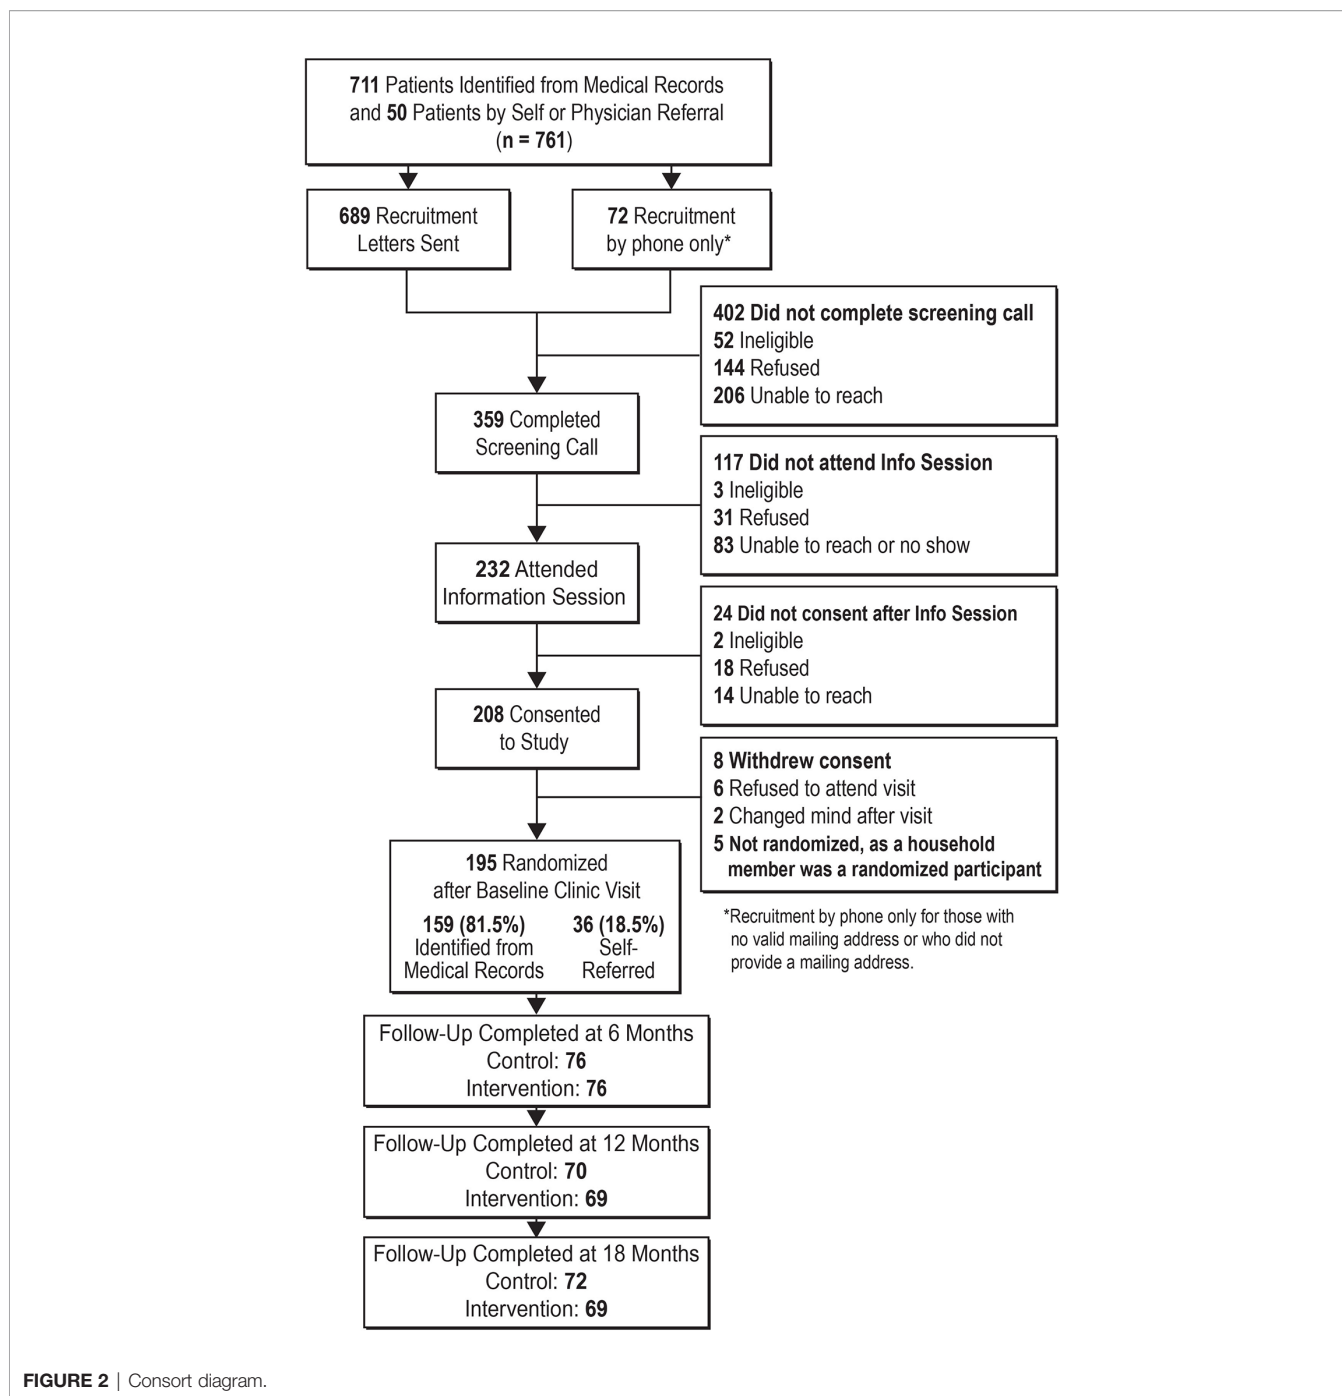 711 Patients Identified from Medical Records
and 50 Patients by Self or Physician Referral
(n = 761)
689 Recruitment
Letters Sent
72 Recruitment
by phone only*
402 Did not complete screening call
52 Ineligible
144 Refused
206 Unable to reach
359 Completed
Screening Call
117 Did not attend Info Session
3 Ineligible
31 Refused
83 Unable to reach or no show
232 Attended
Information Session
24 Did not consent after Info Session
2 Ineligible
18 Refused
14 Unable to reach
208 Consented
to Study
8 Withdrew consent
6 Refused to attend visit
2 Changed mind after visit
5 Not randomized, as a household
member was a randomized participant
195 Randomized
after Baseline Clinic Visit
159 (81.5%)
Identified from
Medical Records
36 (18.5%)
Self-
Referred
*Recruitment by phone only for those with
no valid mailing address or who did not
provide a mailing address.
Follow-Up Completed at 6 Months
Control: 76
Intervention: 76
Follow-Up Completed at 12 Months
Control: 70
Intervention: 69
Follow-Up Completed at 18 Months
Control: 72
Intervention: 69
FIGURE 2 | Consort diagram.